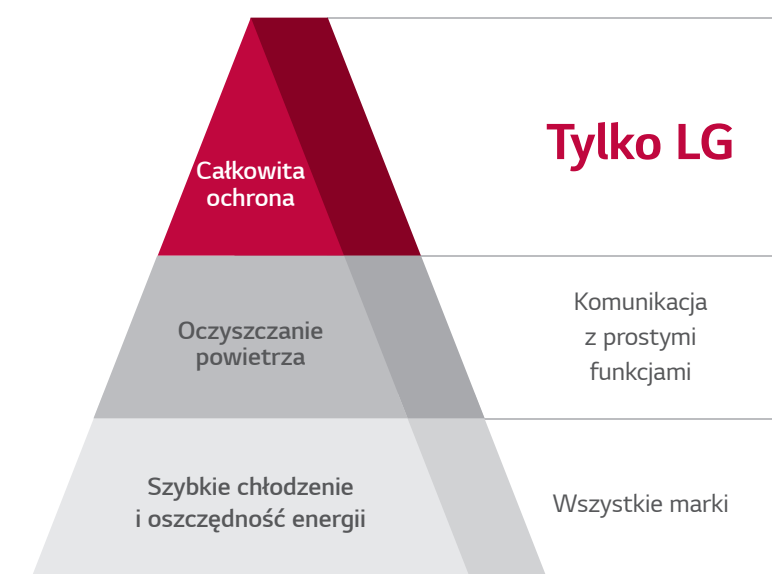 Całkowita
ochrona
Tylko LG
Oczyszczanie
powietrza
Komunikacja
z prostymi
funkcjami
Szybkie chłodzenie
i oszczędność energii
Wszystkie marki